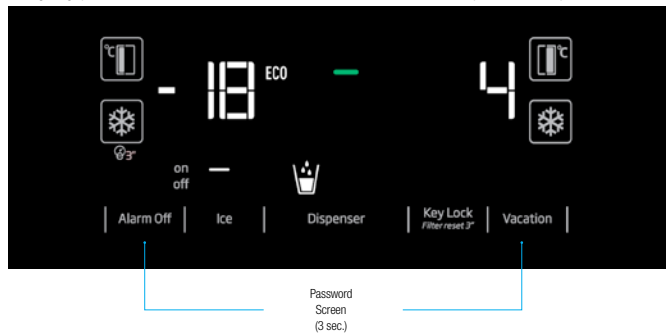 °C
°C
-18
ECO
4
3"
on
off
Alarm Off
Ice
Dispenser
Key Lock
Filter reset 3"
Vacation
Password
Screen
(3 sec.)